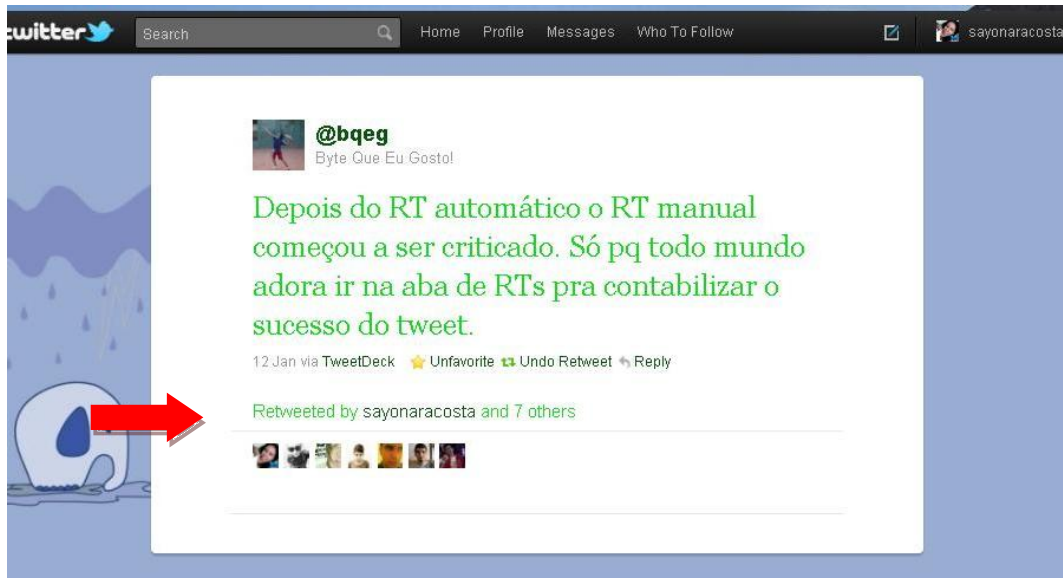 twitter
Search
Home Profile Messages Who To Follow
sayonaracosta
@bqeg
Byte Que Eu Gosto!
Depois do RT automático o RT manual
começou a ser criticado. Só pq todo mundo
adora ir na aba de RTs pra contabilizar o
sucesso do tweet.
12 Jan via TweetDeck Unfavorite Undo Retweet Reply
Retweeted by sayonaracosta and 7 others